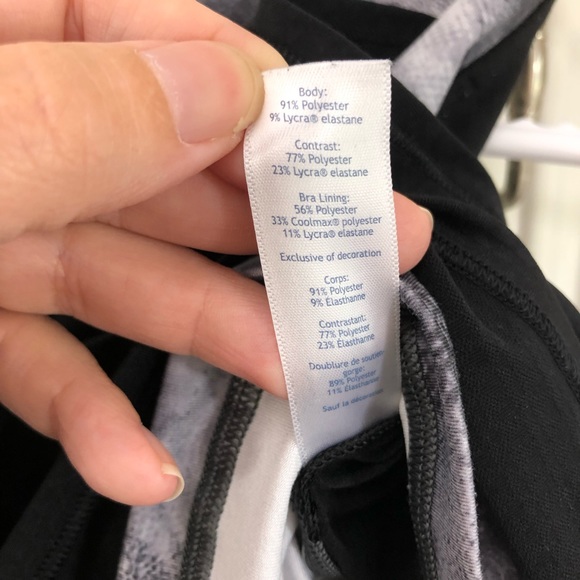 Body:
91% Polyester
9% Lycra® elastane
Contrast:
77% Polyester
23% Lycra® elastane
Bra Lining:
56% Polyester
33% Coolmax® polyester
11% Lycra® elastane
Exclusive of decoration
Corps:
91% Polyester
9% Élasthanne
Contrastant:
77% Polyester
23% Élasthanne
Doublure de soutien
gorge:
89% Polyester
11% Élasthanne
Sauf la décoration